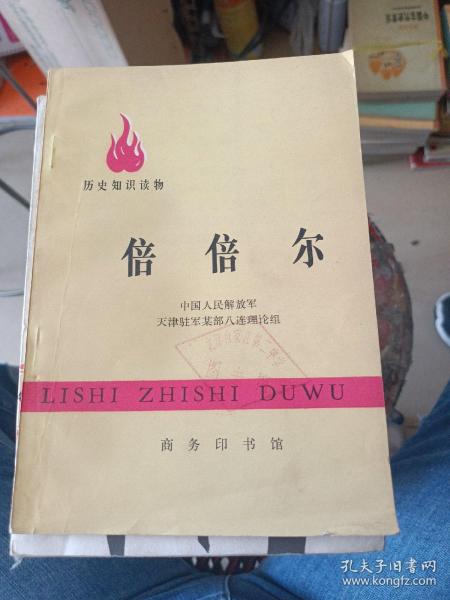 历史知识读物
倍倍尔
中国人民解放军
天津驻军某部八连理论组
LISHI ZHISHI DUWU
商务印书馆
孔夫子旧书网
www.kongfz.com